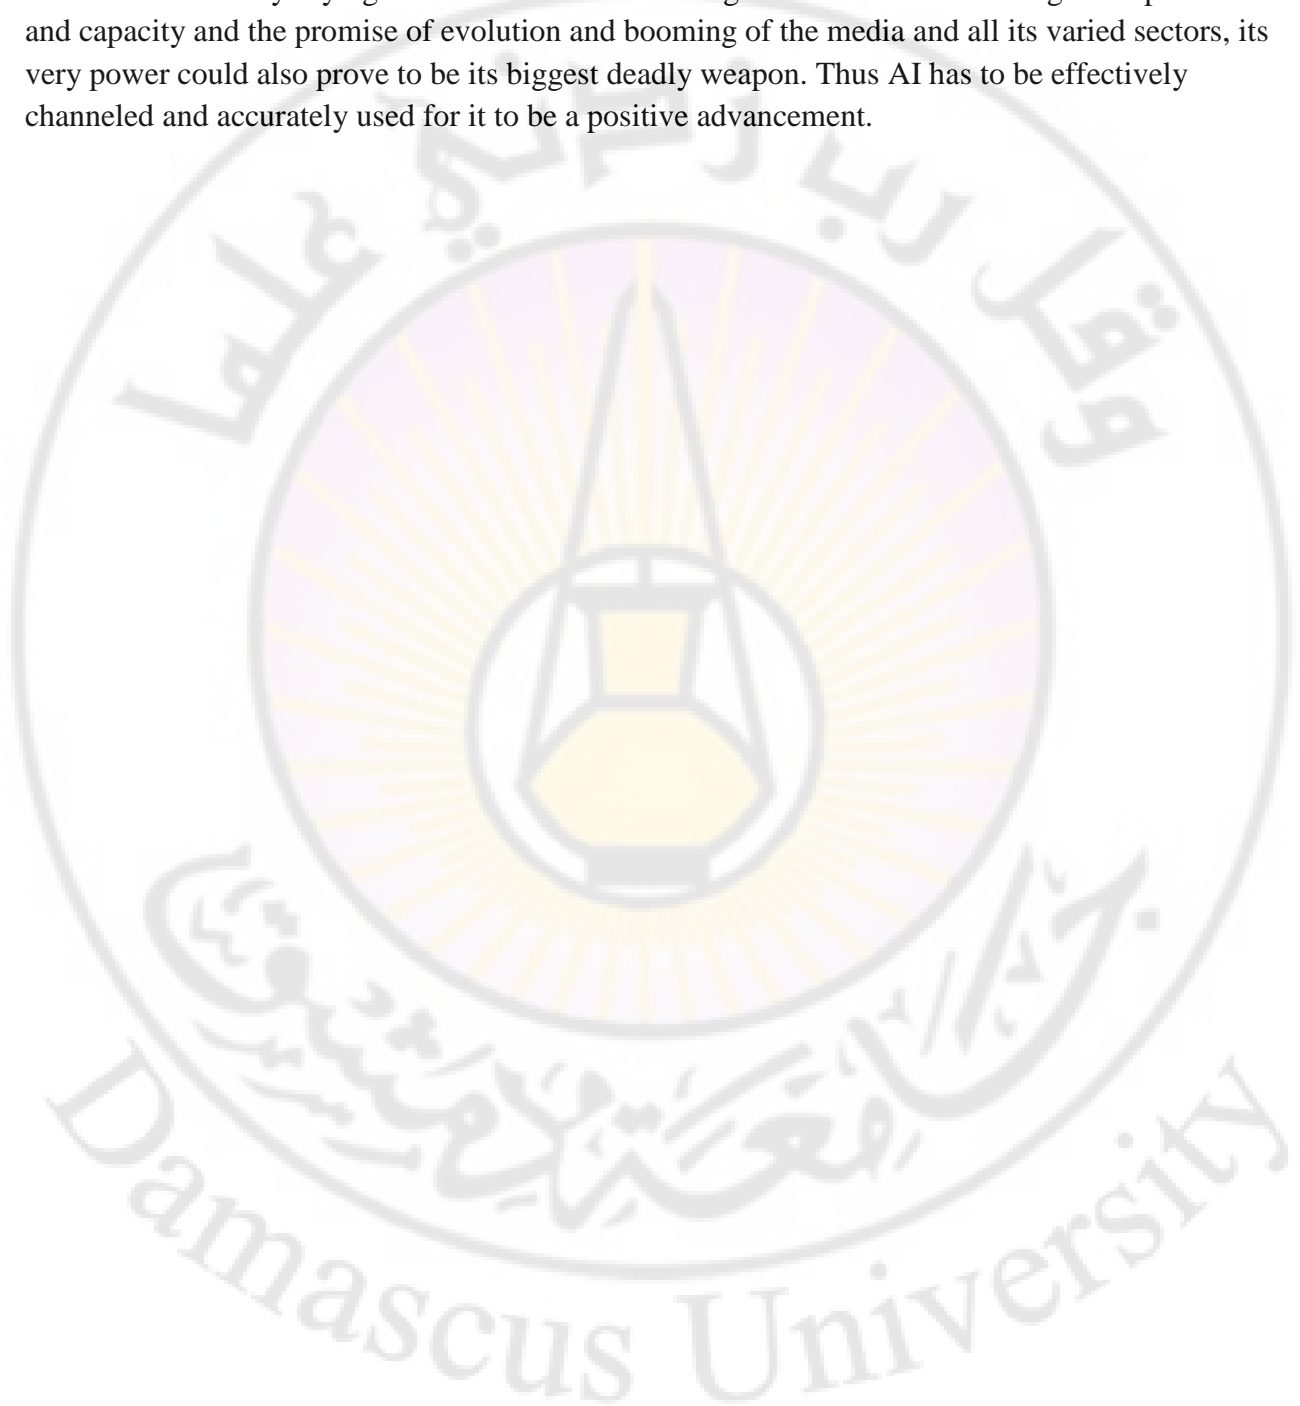 and capacity and the promise of evolution and booming of the media and all its varied sectors, its
very power could also prove to be its biggest deadly weapon. Thus AI has to be effectively
channeled and accurately used for it to be a positive advancement.
وقل رب زدني علما
جامعة دمشق
Damascus University